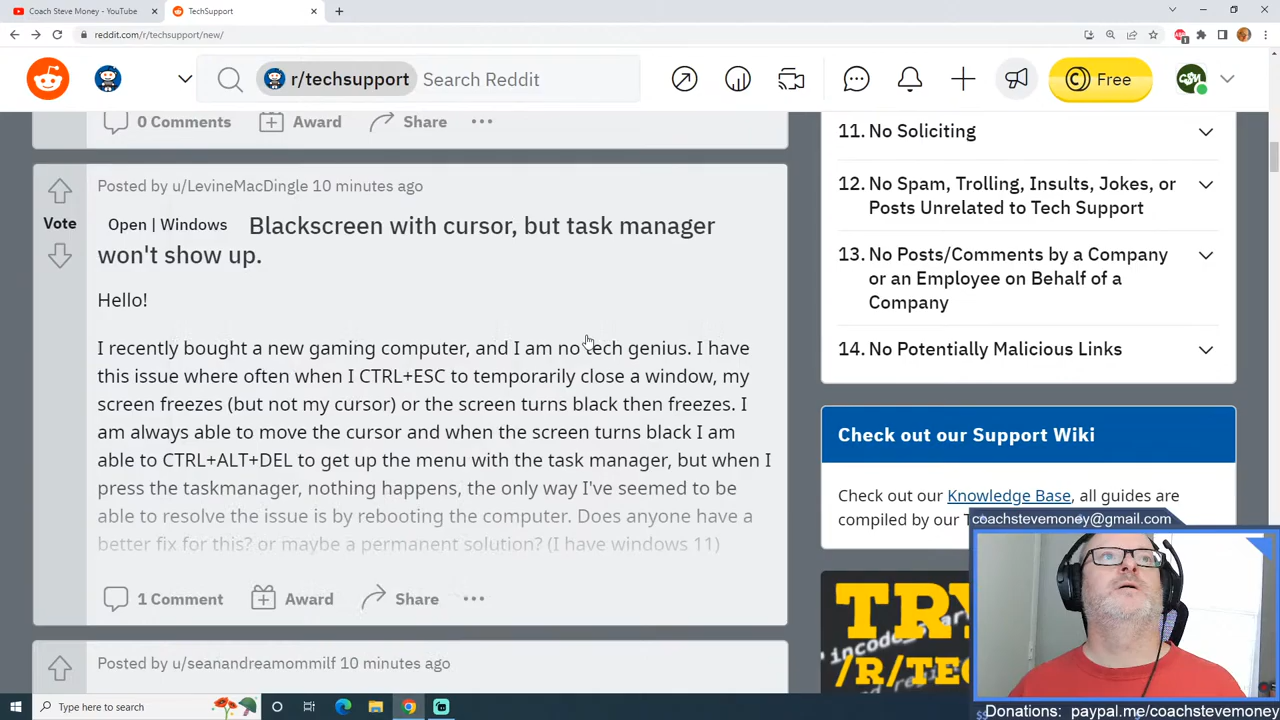 Coach Steve Money - YouTube
TechSupport
reddit.com/r/techsupport/new/
r/techsupport Search Reddit
Free
0 Comments Award Share
Posted by u/LevineMacDingle 10 minutes ago
Vote
Open | Windows Blackscreen with cursor, but task manager
won't show up.
Hello!
I recently bought a new gaming computer, and I am no tech genius. I have
this issue where often when I CTRL+ESC to temporarily close a window, my
screen freezes (but not my cursor) or the screen turns black then freezes. I
am always able to move the cursor and when the screen turns black I am
able to CTRL+ALT+DEL to get up the menu with the task manager, but when I
press the taskmanager, nothing happens, the only way I've seemed to be
able to resolve the issue is by rebooting the computer. Does anyone have a
better fix for this? or maybe a permanent solution? (I have windows 11)
1 Comment Award Share
Posted by u/seanandreamommilf 10 minutes ago
11. No Soliciting
12. No Spam, Trolling, Insults, Jokes, or
Posts Unrelated to Tech Support
13. No Posts/Comments by a Company
or an Employee on Behalf of a
Company
14. No Potentially Malicious Links
Check out our Support Wiki
Check out our Knowledge Base, all guides are
compiled by our
coachstevemoney@gmail.com
TRY
/R/TE
Type here to search
Donations: paypal.me/coachstevemoney